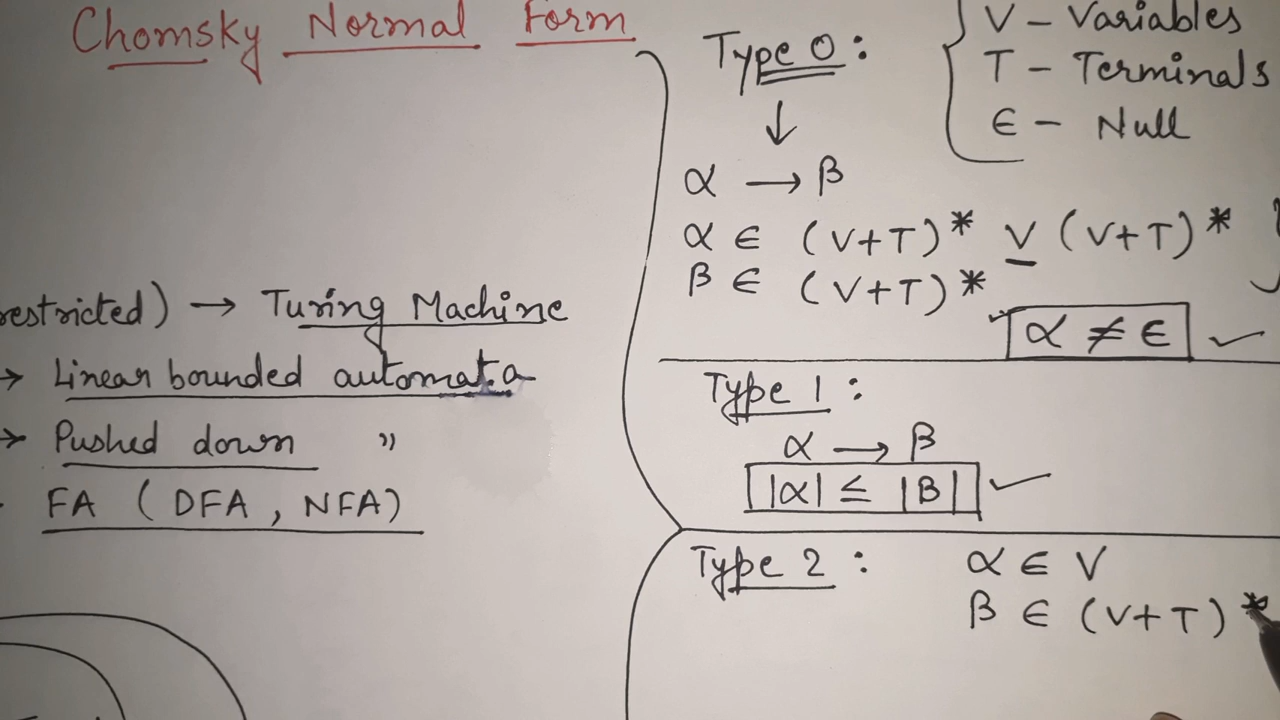 Chomsky Normal Form
restricted) → Turing Machine
→ Linear bounded automata
→ Pushed down "
FA ( DFA , NFA )
V - Variables
T - Terminals
ϵ - Null
Type 0 :
↓
α → β
α ∈ (V+T)* V (V+T)*
β ∈ (V+T)*
α ≠ ϵ ✓
Type 1 :
α → β
|α| ≤ |β| ✓
Type 2 : α ∈ V
β ∈ (V+T)*